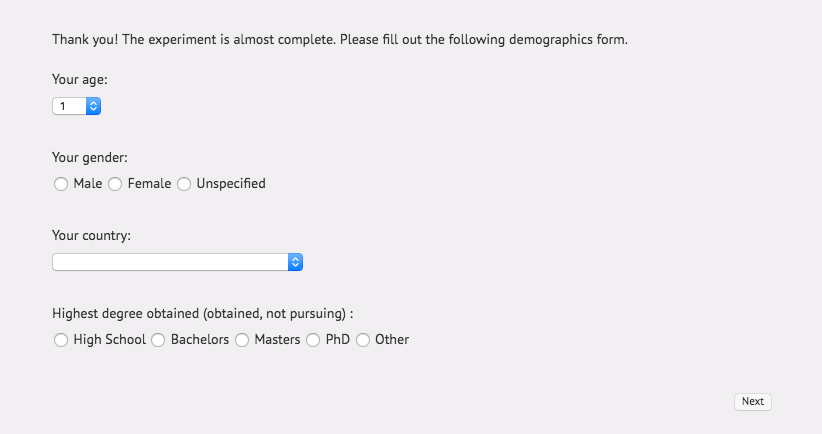 Thank you! The experiment is almost complete. Please fill out the following demographics form.
Your age:
1
Your gender:
Male Female Unspecified
Your country:
Highest degree obtained (obtained, not pursuing) :
High School Bachelors Masters PhD Other
Next